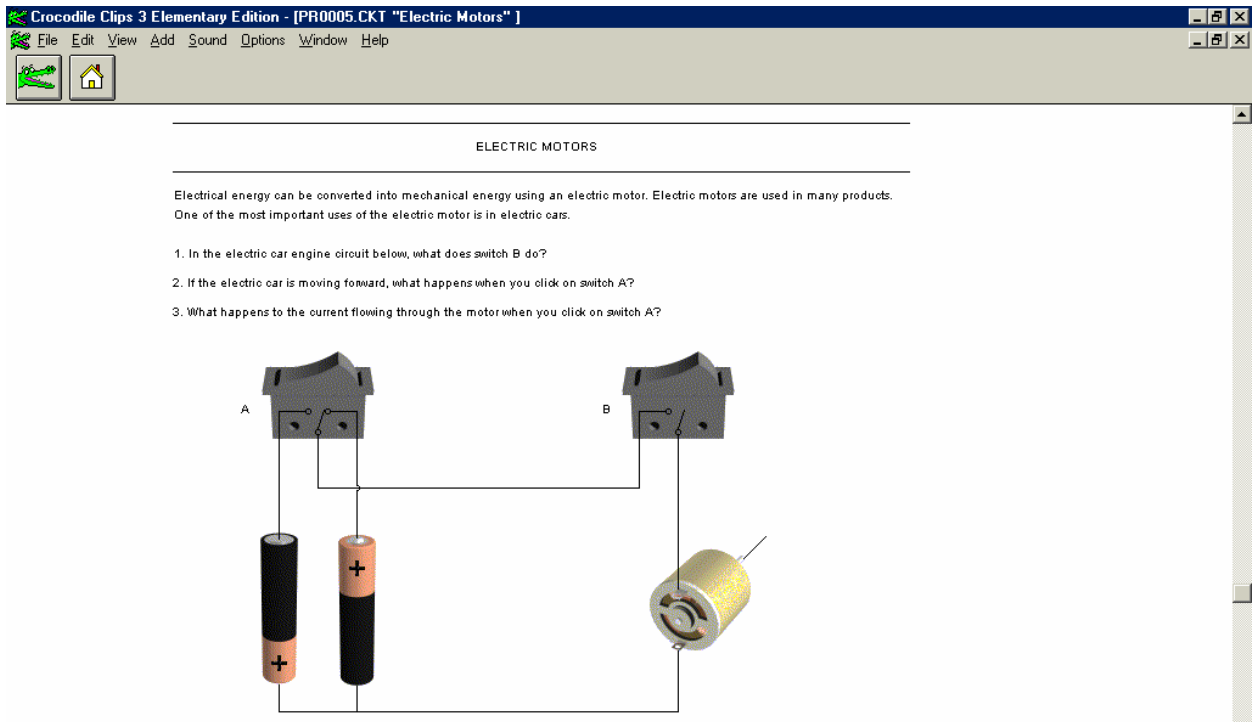 Crocodile Clips 3 Elementary Edition - [PR0005.CKT "Electric Motors" ]
File Edit View Add Sound Options Window Help
ELECTRIC MOTORS
Electrical energy can be converted into mechanical energy using an electric motor. Electric motors are used in many products.
One of the most important uses of the electric motor is in electric cars.
1. In the electric car engine circuit below, what does switch B do?
2. If the electric car is moving forward, what happens when you click on switch A?
3. What happens to the current flowing through the motor when you click on switch A?
A
B
+
+